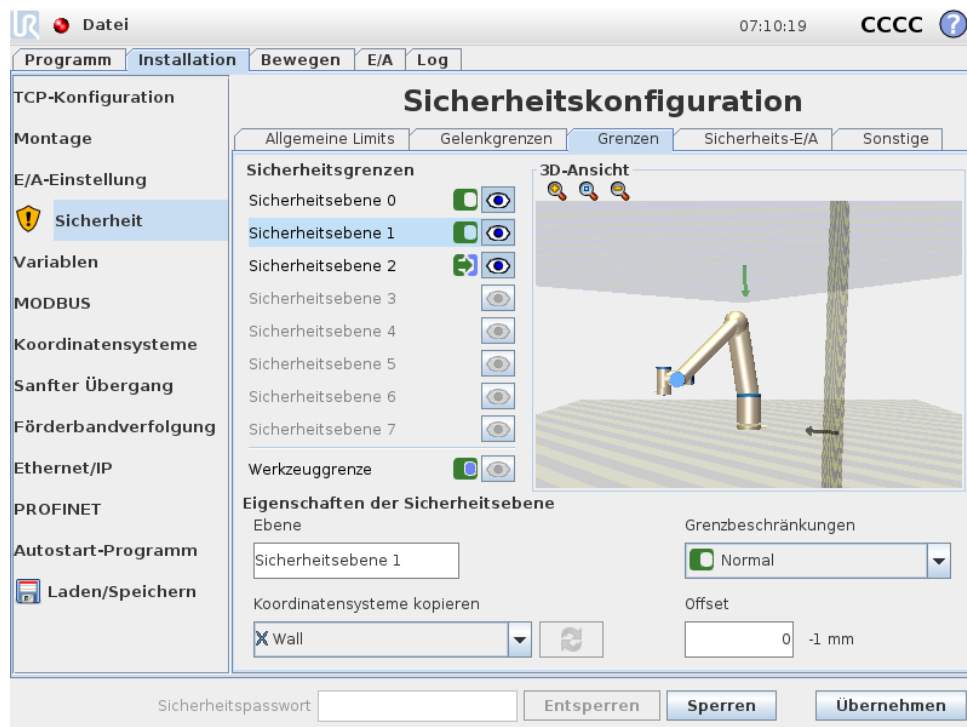 UR Datei 07:10:19 CCCC ?
Programm Installation Bewegen E/A Log
TCP-Konfiguration
Montage
E/A-Einstellung
Sicherheit
Variablen
MODBUS
Koordinatensysteme
Sanfter Übergang
Förderbandverfolgung
Ethernet/IP
PROFINET
Autostart-Programm
Laden/Speichern
Sicherheitskonfiguration
Allgemeine Limits Gelenkgrenzen Grenzen Sicherheits-E/A Sonstige
Sicherheitsgrenzen
Sicherheitsebene 0
Sicherheitsebene 1
Sicherheitsebene 2
Sicherheitsebene 3
Sicherheitsebene 4
Sicherheitsebene 5
Sicherheitsebene 6
Sicherheitsebene 7
Werkzeuggrenze
3D-Ansicht
Eigenschaften der Sicherheitsebene
Ebene
Sicherheitsebene 1
Grenzbeschränkungen
Normal
Koordinatensysteme kopieren
Wall
Offset
0 -1 mm
Sicherheitspasswort Entsperren Sperren Übernehmen